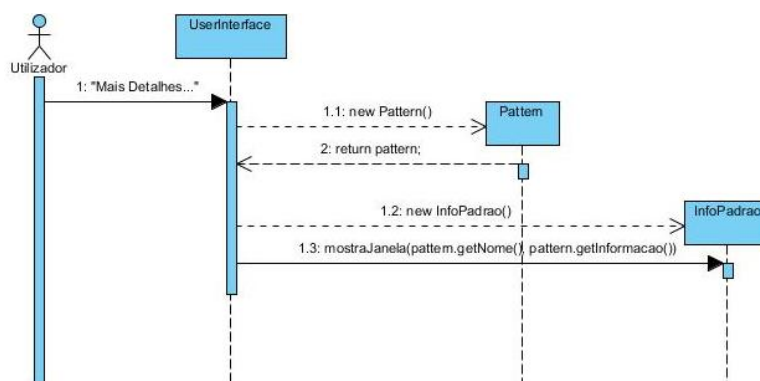 UserInterface
Utilizador
1: "Mais Detalhes..."
1.1: new Pattern()
Pattern
2: return pattern;
1.2: new InfoPadrao()
InfoPadrao
1.3: mostraJanela(pattern.getNome(), pattern.getInformacao())